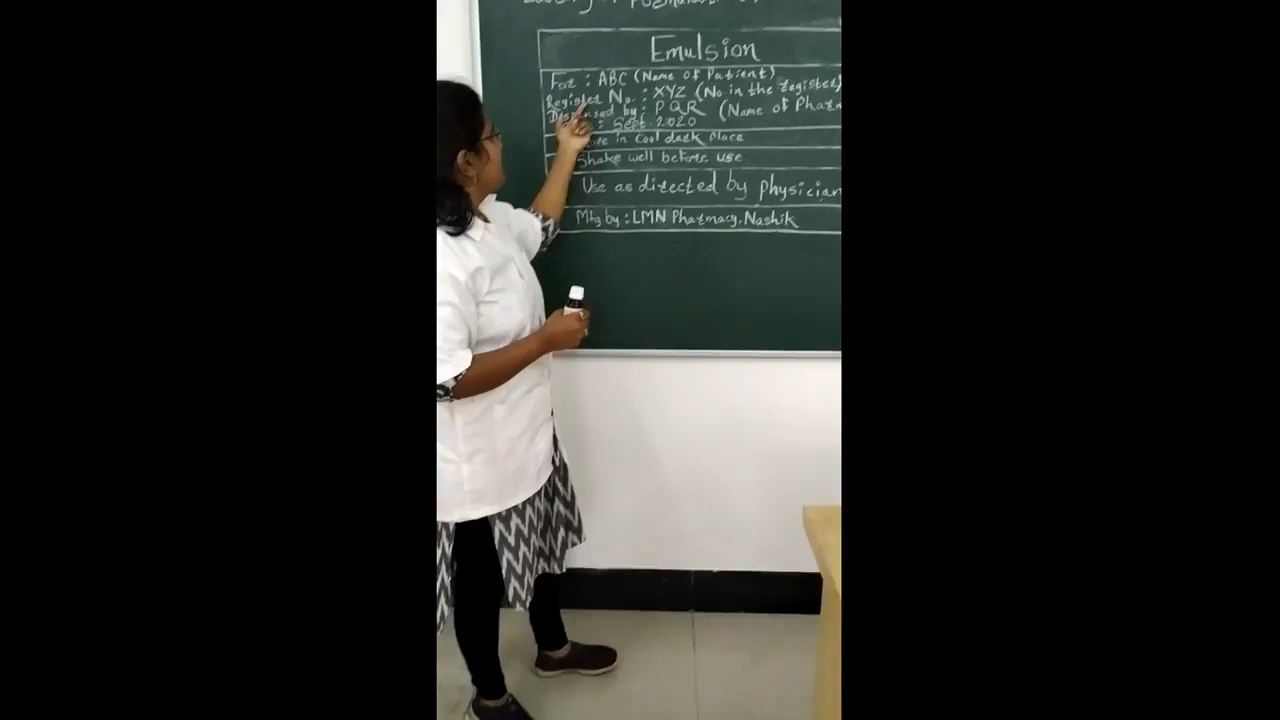 Emulsion
For : ABC (Name of Patient)
Register No. : XYZ (No in the register)
Dispensed by : PQR (Name of Pharm
: Sept. 2020
in Cool dark place
Shake well before use
Use as directed by physician
Mfg by : LMN Pharmacy, Nashik